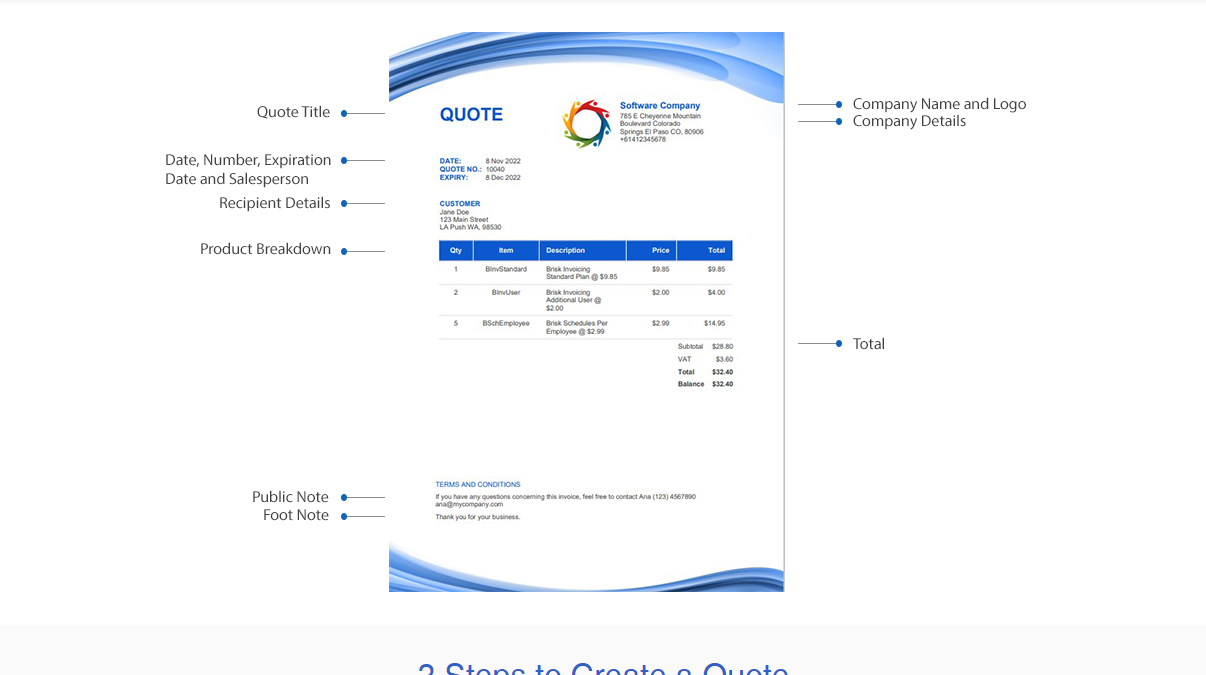 Quote Title
Date, Number, Expiration
Date and Salesperson
Recipient Details
Product Breakdown
Public Note
Foot Note
QUOTE
Software Company
785 E Cheyenne Mountain
Boulevard Colorado
Springs El Paso CO, 80906
+61412345678
DATE: 8 Nov 2022
QUOTE NO.: 10040
EXPIRY: 8 Dec 2022
CUSTOMER
Jane Doe
123 Main Street
LA Push WA, 98530
Qty Item Description Price Total
1 BInvStandard Brisk Invoicing $9.85 $9.85
Standard Plan @ $9.85
2 BInvUser Brisk Invoicing $2.00 $4.00
Additional User @
$2.00
5 BSchEmployee Brisk Schedules Per $2.99 $14.95
Employee @ $2.99
Subtotal $28.80
VAT $3.60
Total $32.40
Balance $32.40
TERMS AND CONDITIONS
If you have any questions concerning this invoice, feel free to contact Ana (123) 4567890
ana@mycompany.com
Thank you for your business.
Company Name and Logo
Company Details
Total
Steps to Create a Quote